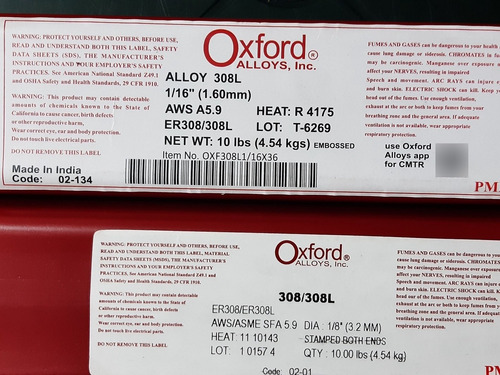 WARNING: PROTECT YOURSELF AND OTHERS, BEFORE USE,
READ AND UNDERSTAND BOTH THIS LABEL, SAFETY
DATA SHEETS (SDS), THE MANUFACTURER'S
INSTRUCTIONS AND YOUR EMPLOYER'S SAFETY
PRACTICES. See American National Standard Z49.1
and OSHA Safety and Health Standards, 29 CFR 1910.
WARNING: This product may contain detectable
amounts of chemicals known to the State of
California to cause cancer, birth defects
or other reproductive harm.
Wear correct eye, ear and body protection.
Do not touch live electrical parts.
DO NOT REMOVE THIS LABEL
Made In India
Code: 02-134
Oxford®
ALLOYS, Inc.
ALLOY 308L
1/16" (1.60mm)
AWS A5.9 HEAT: R 4175
ER308/308L LOT: T-6269
NET WT: 10 lbs (4.54 kgs) EMBOSSED
Item No. OXF308L1/16X36
FUMES AND GASES can be dangerous to your health
cause lung damage or siderosis. CHROMATES in fu
may be carcinogenic. Manganese over exposure m
affect your NERVES, resulting in impaired
Speech and movement. ARC RAYS can injure e
and burn skin. ELECTRIC SHOCK can kill. Keep y
head out of the fumes. Use enough ventilation,
exhaust at the arc or both to keep fumes from your
breathing zone and the general area. If adequate
ventilation is not available, wear appropriate
respiratory protection.
use Oxford
Alloys app
for CMTR
PM
WARNING: PROTECT YOURSELF AND OTHERS, BEFORE USE,
READ AND UNDERSTAND BOTH THIS LABEL, MATERIAL
SAFETY DATA SHEETS (SDS), THE MANUFACTURER'S
INSTRUCTIONS AND YOUR EMPLOYER'S SAFETY
PRACTICES. See American National Standard Z49.1
and OSHA Safety and Health Standards, 29 CFR 1910.
WARNING: This product may contain detectable
amounts of chemicals known to the State of
California to cause cancer, birth defects
or other reproductive harm.
Wear correct eye, ear and body protection.
Do not touch live electrical parts.
DO NOT REMOVE THIS LABEL
Oxford®
ALLOYS, Inc.
308/308L
ER308/ER308L
AWS/ASME SFA 5.9 DIA : 1/8" (3.2 MM)
HEAT: 11 10143 STAMPED BOTH ENDS
LOT: 1 0157 4 QTY : 10.00 lbs (4.54 kg)
Code: 02-01
FUMES AND GASES can be dangerous to you
cause lung damage or siderosis. CHROMATES
may be carcinogenic. Manganese over exposu
affect your NERVES, resulting in impaired
Speech and movement. ARC RAYS can inj
and burn skin. ELECTRIC SHOCK can kill. K
head out of the fumes. Use enough ventilation,
exhaust at the arc or both to keep fumes from
breathing zone and the general area. If adequ
ventilation is not available, wear appropriate
respiratory protection.
PM